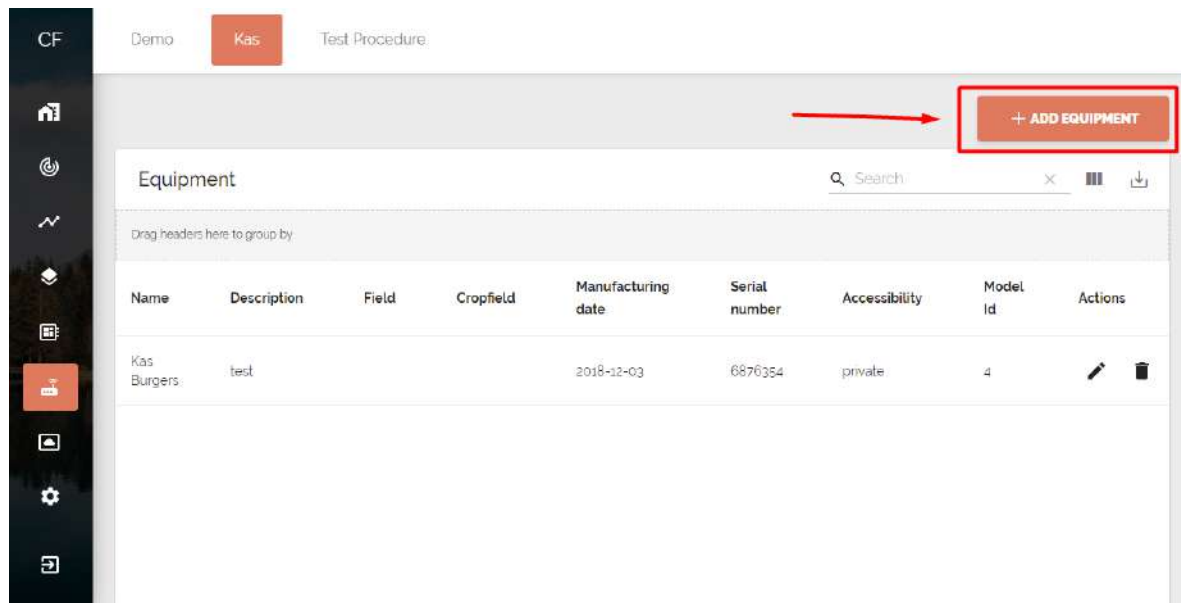 CF
Demo
Kas
Test Procedure
+ ADD EQUIPMENT
Equipment
Search
Drag headers here to group by
Name
Description
Field
Cropfield
Manufacturing
date
Serial
number
Accessibility
Model
Id
Actions
Kas
Burgers
test
2018-12-03
6876354
private
4